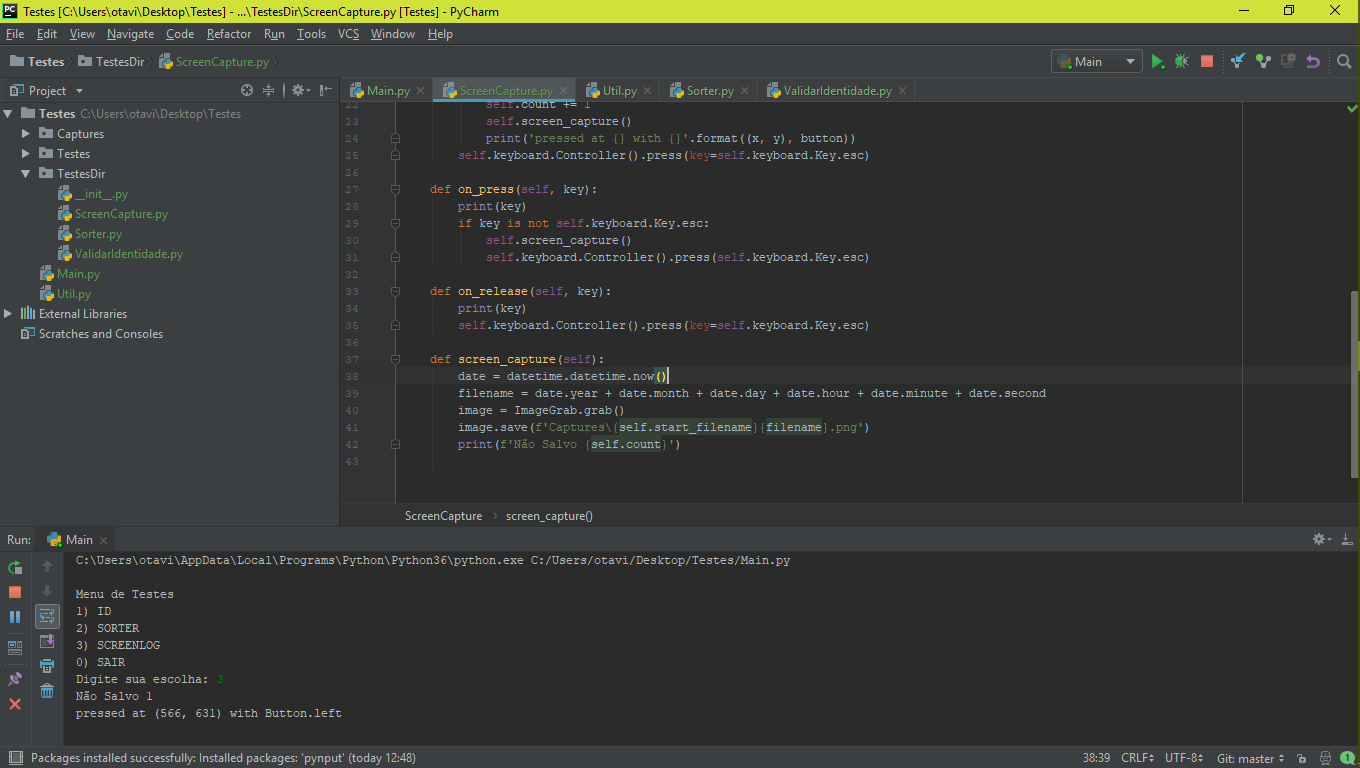 Testes [C:\Users\otavi\Desktop\Testes] - ...\TestesDir\ScreenCapture.py [Testes] - PyCharm
File Edit View Navigate Code Refactor Run Tools VCS Window Help
Testes TestesDir ScreenCapture.py Main
Project
Main.py ScreenCapture.py Util.py Sorter.py ValidarIdentidade.py
Testes C:\Users\otavi\Desktop\Testes
Captures
Testes
TestesDir
__init__.py
ScreenCapture.py
Sorter.py
ValidarIdentidade.py
Main.py
Util.py
External Libraries
Scratches and Consoles
22 self.count += 1
23 self.screen_capture()
24 print('pressed at {} with {}'.format((x, y), button))
25 self.keyboard.Controller().press(key=self.keyboard.Key.esc)
26
27 def on_press(self, key):
28 print(key)
29 if key is not self.keyboard.Key.esc:
30 self.screen_capture()
31 self.keyboard.Controller().press(self.keyboard.Key.esc)
32
33 def on_release(self, key):
34 print(key)
35 self.keyboard.Controller().press(key=self.keyboard.Key.esc)
36
37 def screen_capture(self):
38 date = datetime.datetime.now()
39 filename = date.year + date.month + date.day + date.hour + date.minute + date.second
40 image = ImageGrab.grab()
41 image.save(f'Captures\{self.start_filename}{filename}.png')
42 print(f'Não Salvo {self.count}')
43
ScreenCapture screen_capture()
Run: Main
C:\Users\otavi\AppData\Local\Programs\Python\Python36\python.exe C:/Users/otavi/Desktop/Testes/Main.py
Menu de Testes
1) ID
2) SORTER
3) SCREENLOG
0) SAIR
Digite sua escolha: 3
Não Salvo 1
pressed at (566, 631) with Button.left
Packages installed successfully: Installed packages: 'pynput' (today 12:48) 38:39 CRLF UTF-8 Git: master 1